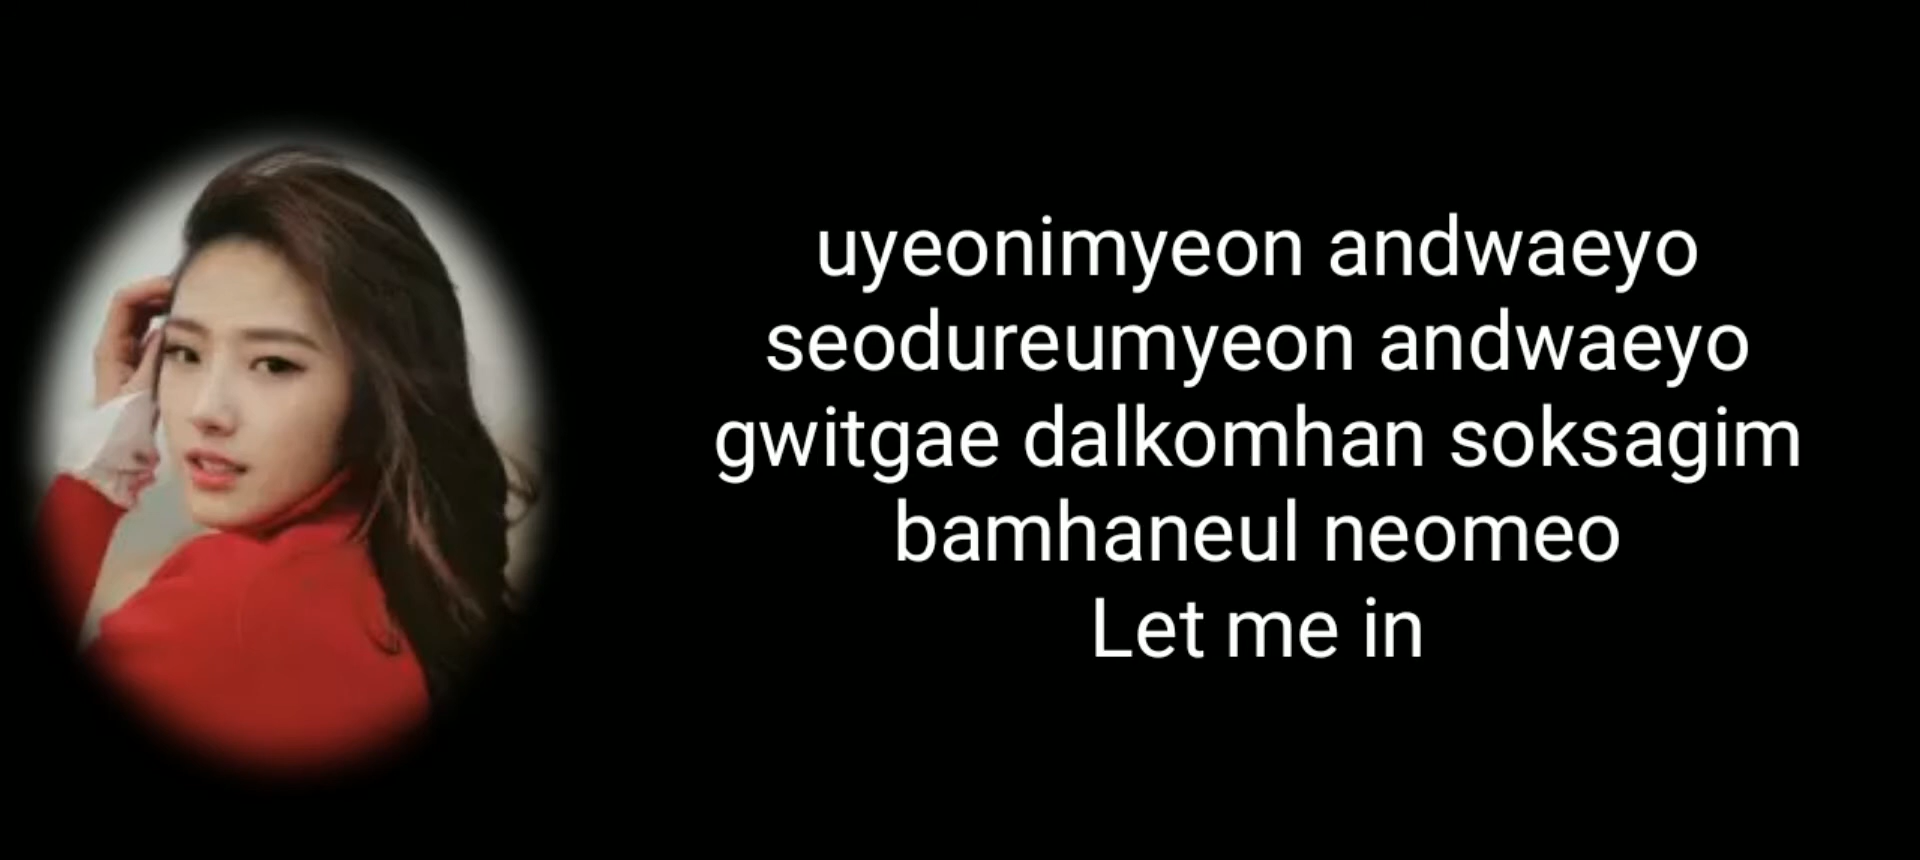 uyeonimyeon andwaeyo
seodureumyeon andwaeyo
gwitgae dalkomhan soksagim
bamhaneul neomeo
Let me in